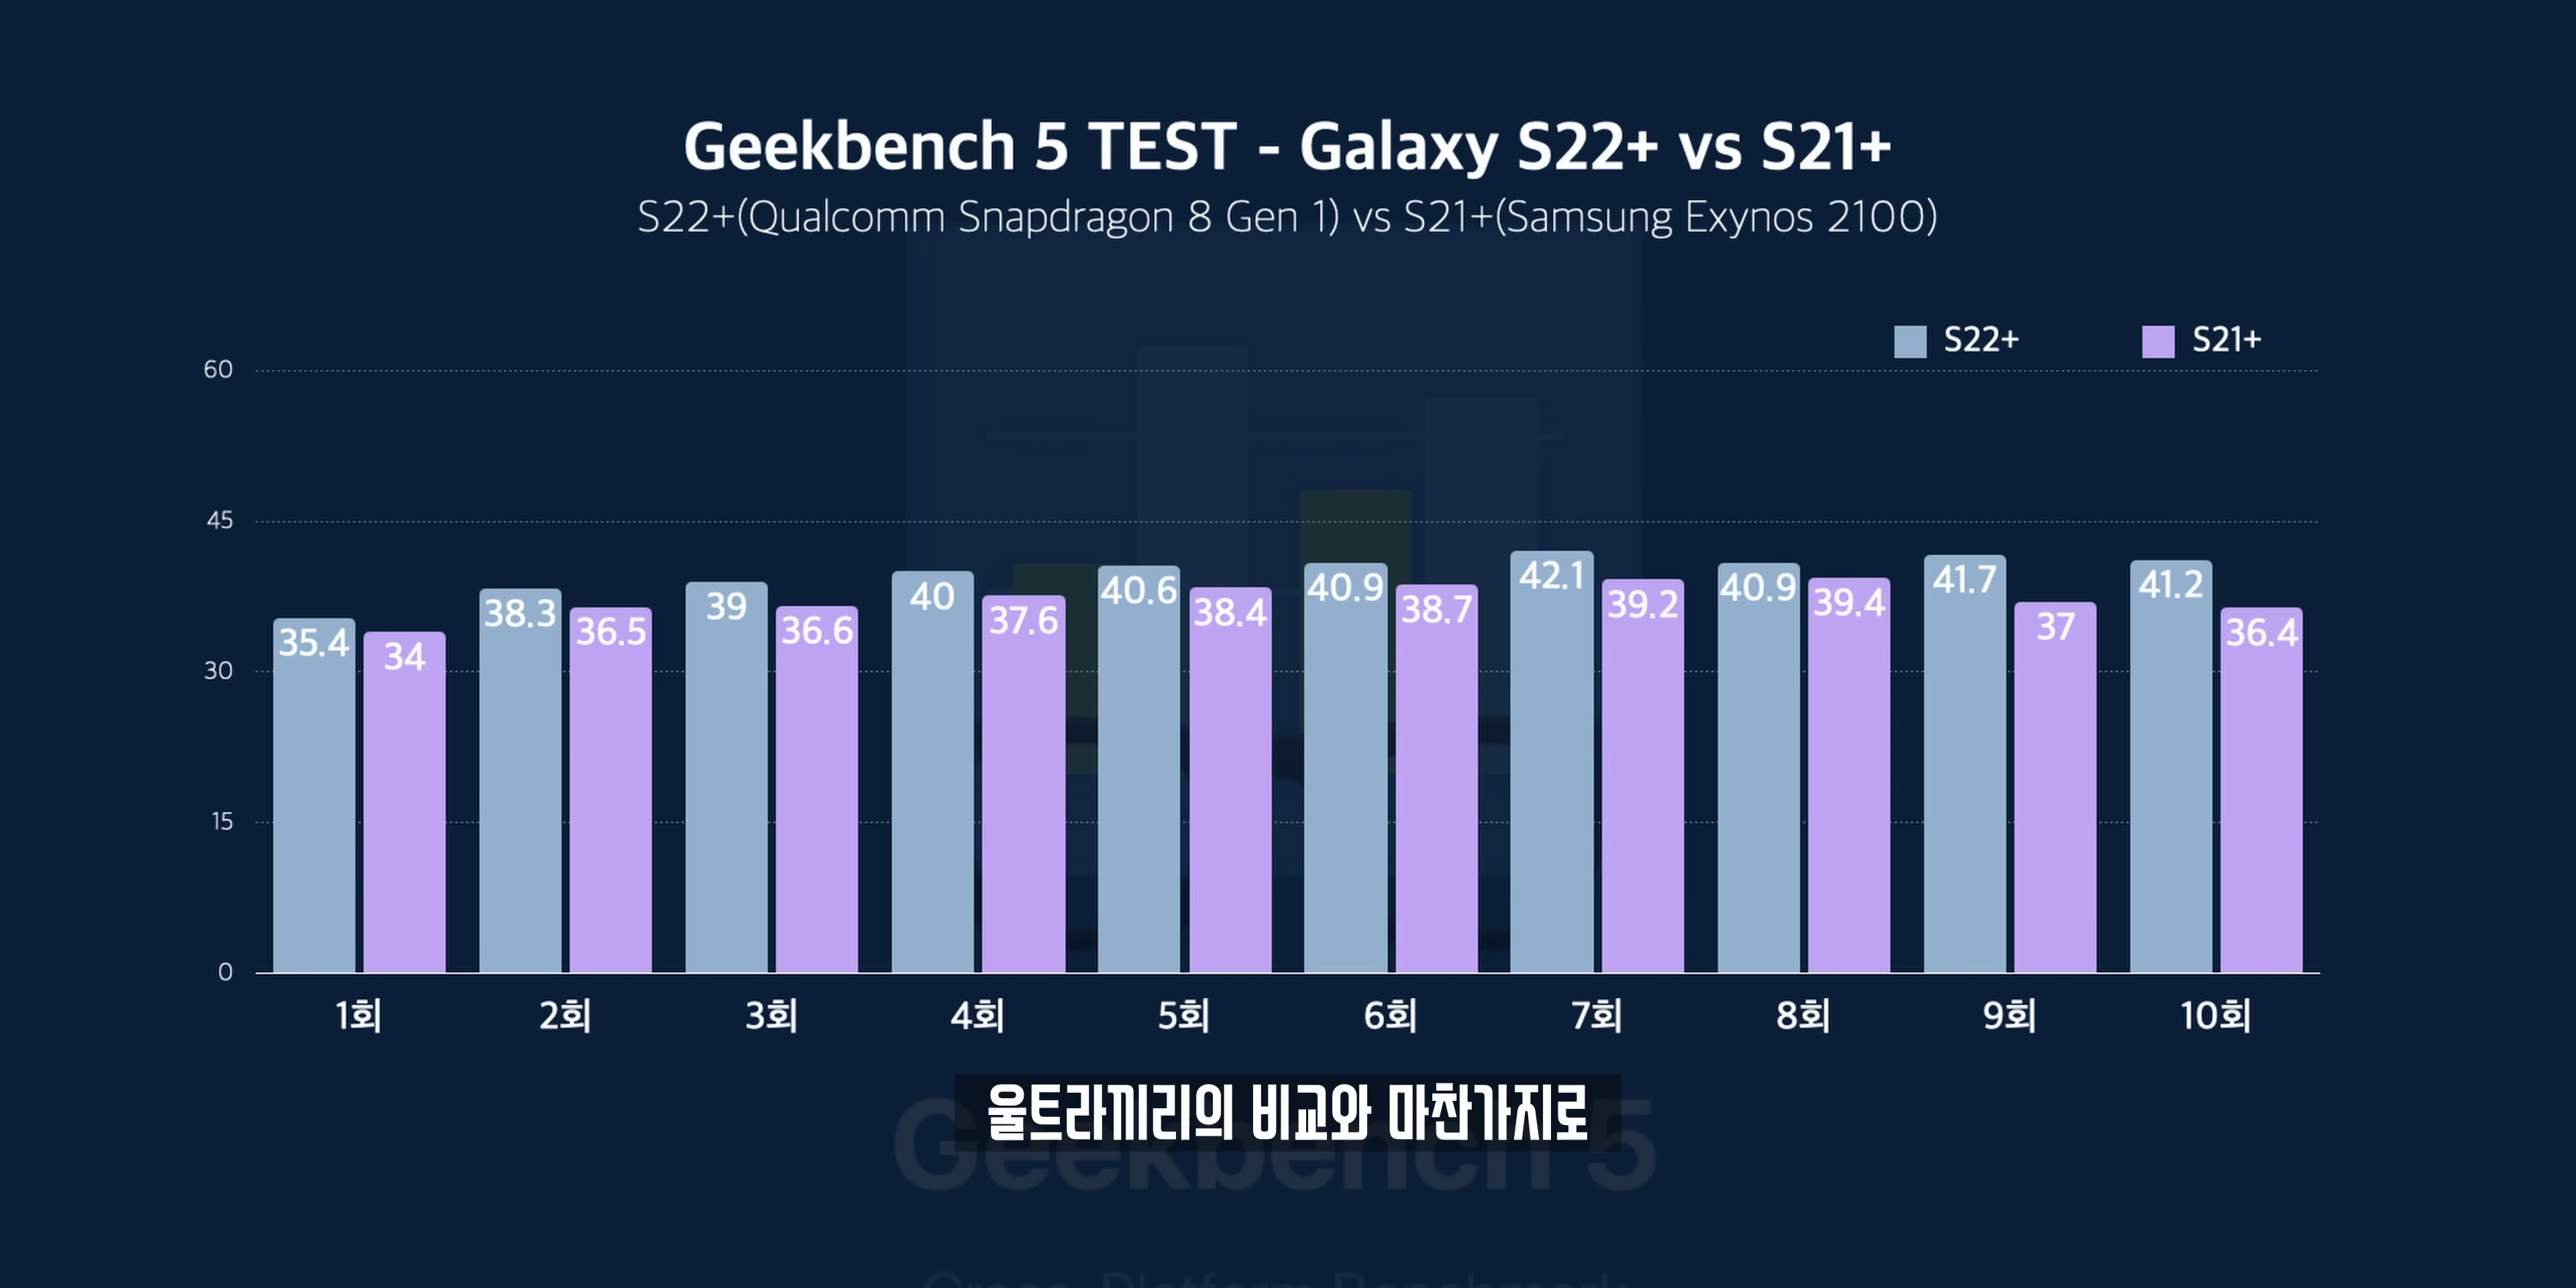 Geekbench 5 TEST - Galaxy S22+ vs S21+
S22+(Qualcomm Snapdragon 8 Gen 1) vs S21+(Samsung Exynos 2100)
S22+ S21+
60
45
30
15
0
35.4 34 38.3 36.5 39 36.6 40 37.6 40.6 38.4 40.9 38.7 42.1 39.2 40.9 39.4 41.7 37 41.2 36.4
1회 2회 3회 4회 5회 6회 7회 8회 9회 10회
울트라끼리의 비교와 마찬가지로
Geekbench 5
Cross-Platform Benchmark